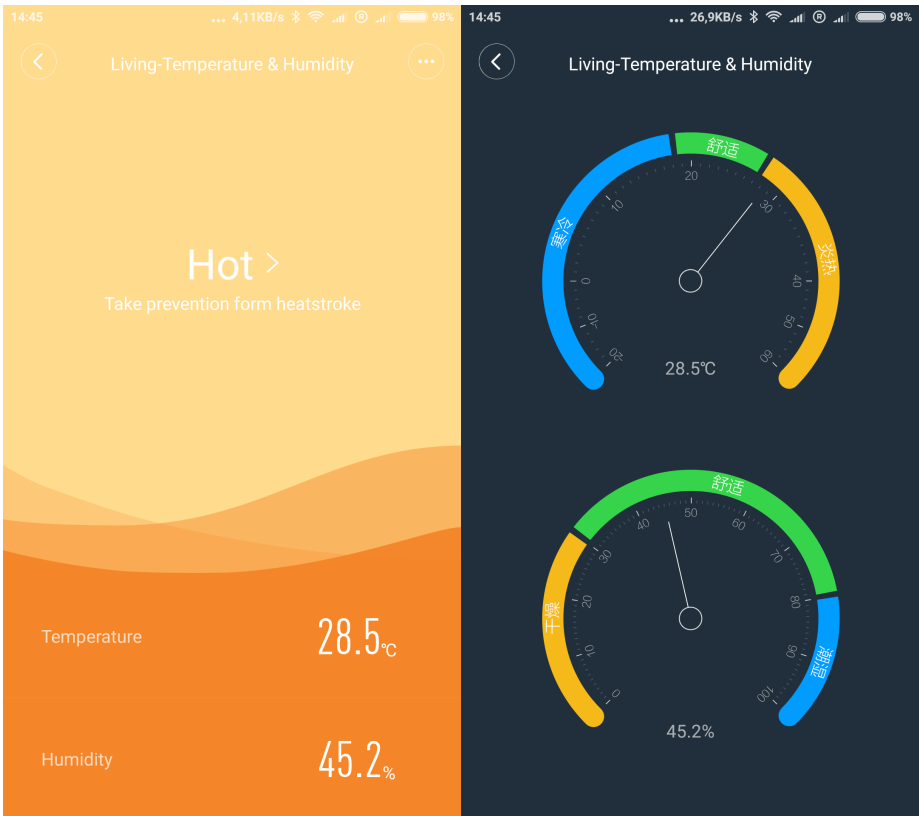 14:45
... 4,11KB/s ® 98%
Living-Temperature & Humidity
Hot >
Take prevention form heatstroke
Temperature
28.5℃
Humidity
45.2%
14:45
... 26,9KB/s ® 98%
Living-Temperature & Humidity
寒冷
舒适
炎热
-20
-10
0
10
20
30
40
50
60
28.5℃
干燥
舒适
潮湿
0
10
20
30
40
50
60
70
80
90
100
45.2%